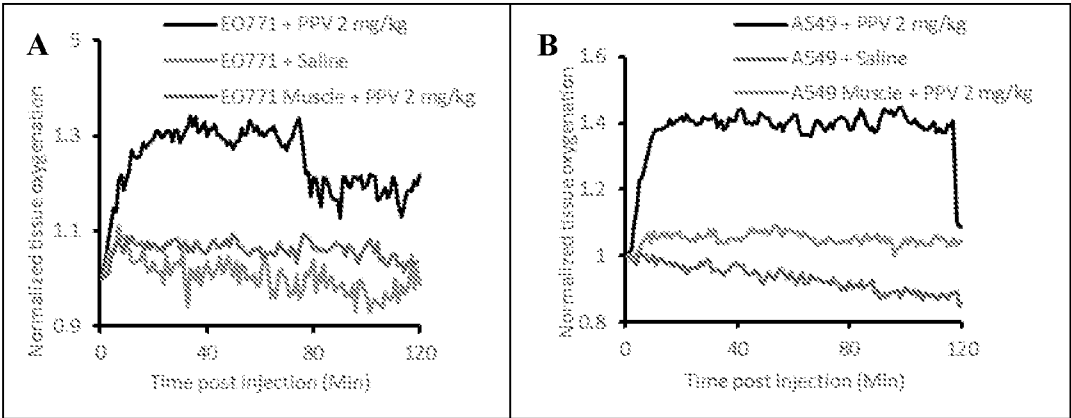 A
EO771 + PPV 2 mg/kg
EO771 + Saline
EO771 Muscle + PPV 2 mg/kg
Normalized tissue oxygenation
1.3
1.1
0.9
0
40
80
120
Time post injection (Min)
B
A549 + PPV 2 mg/kg
A549 + Saline
A549 Muscle + PPV 2 mg/kg
Normalized tissue oxygenation
1.6
1.4
1.2
1
0.8
0
40
80
120
Time post injection (Min)